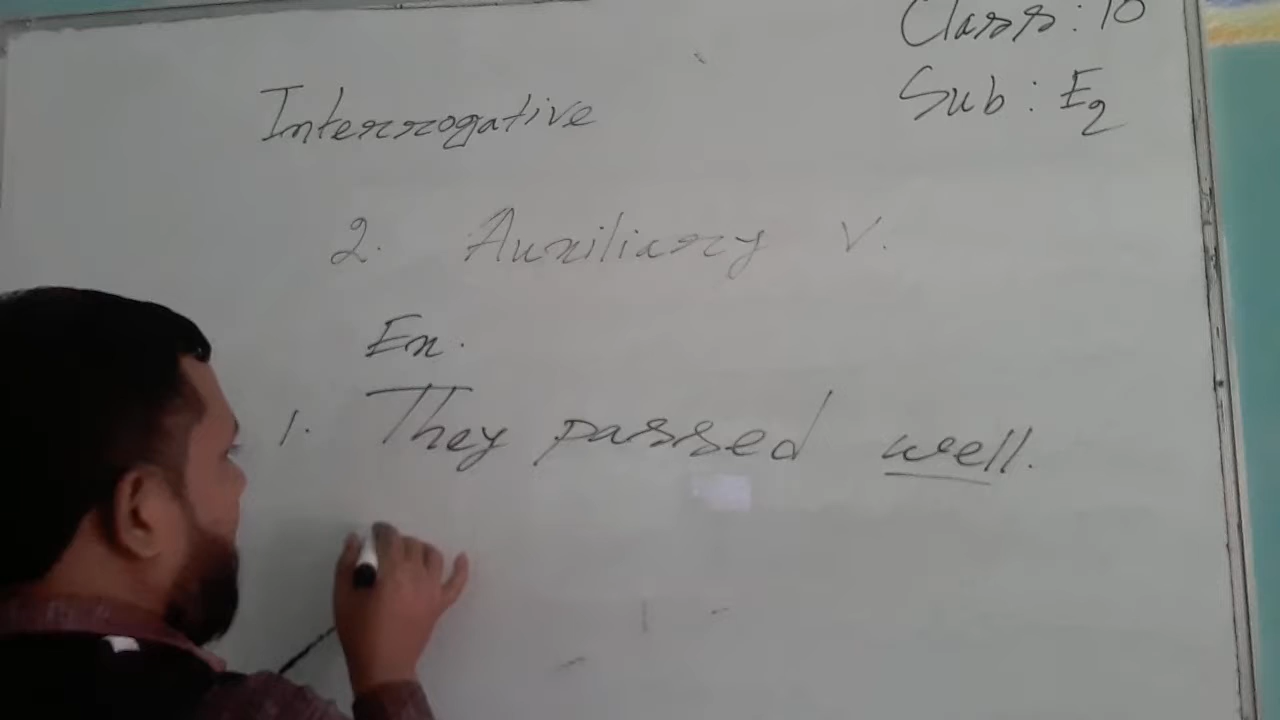 Class: 10
Sub: E2
Interrogative
2. Auxiliary V.
Ex.
1. They passed well.